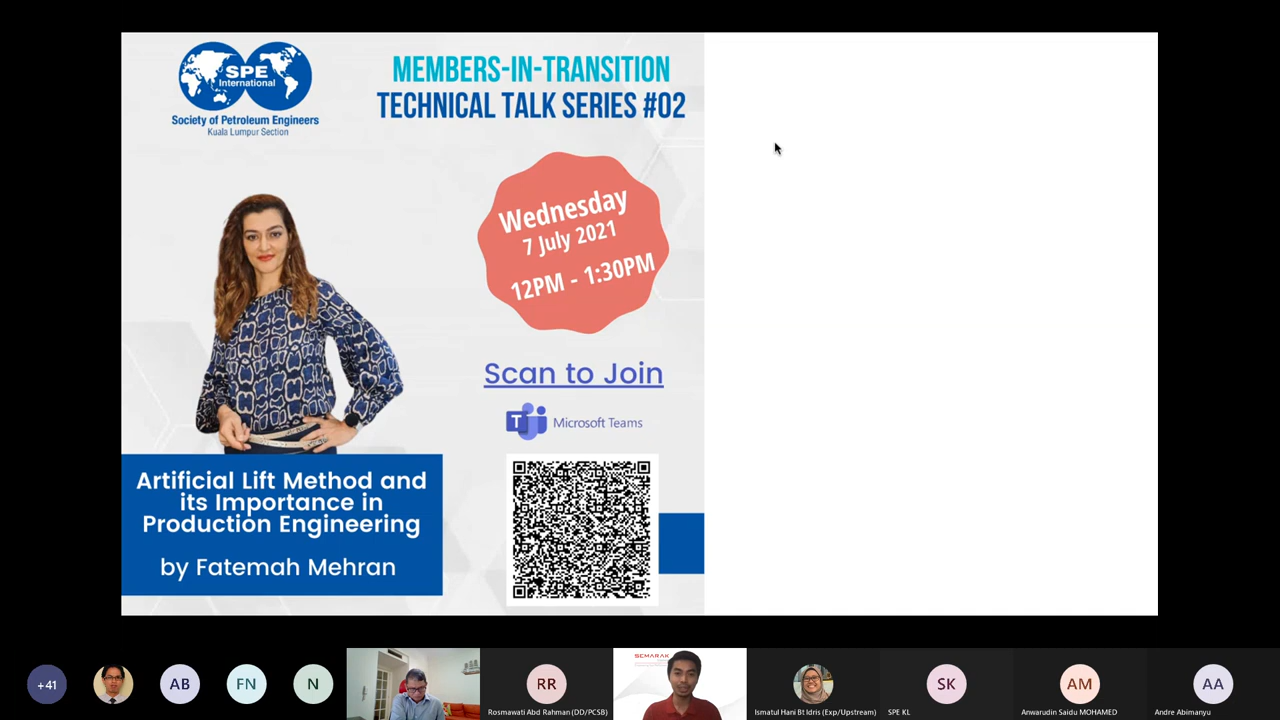 SPE
International
Society of Petroleum Engineers
Kuala Lumpur Section
MEMBERS-IN-TRANSITION
TECHNICAL TALK SERIES #02
Wednesday
7 July 2021
12PM - 1:30PM
Scan to Join
T
Microsoft Teams
Artificial Lift Method and
its Importance in
Production Engineering
by Fatemah Mehran
+41
AB
FN
N
RR
Rosmawati Abd Rahman (DD/PCSB)
SEMARAK
Ismatul Hani Bt Idris (Exp/Upstream)
SK
SPE KL
AM
Anwarudin Saidu MOHAMED
AA
Andre Abimanyu